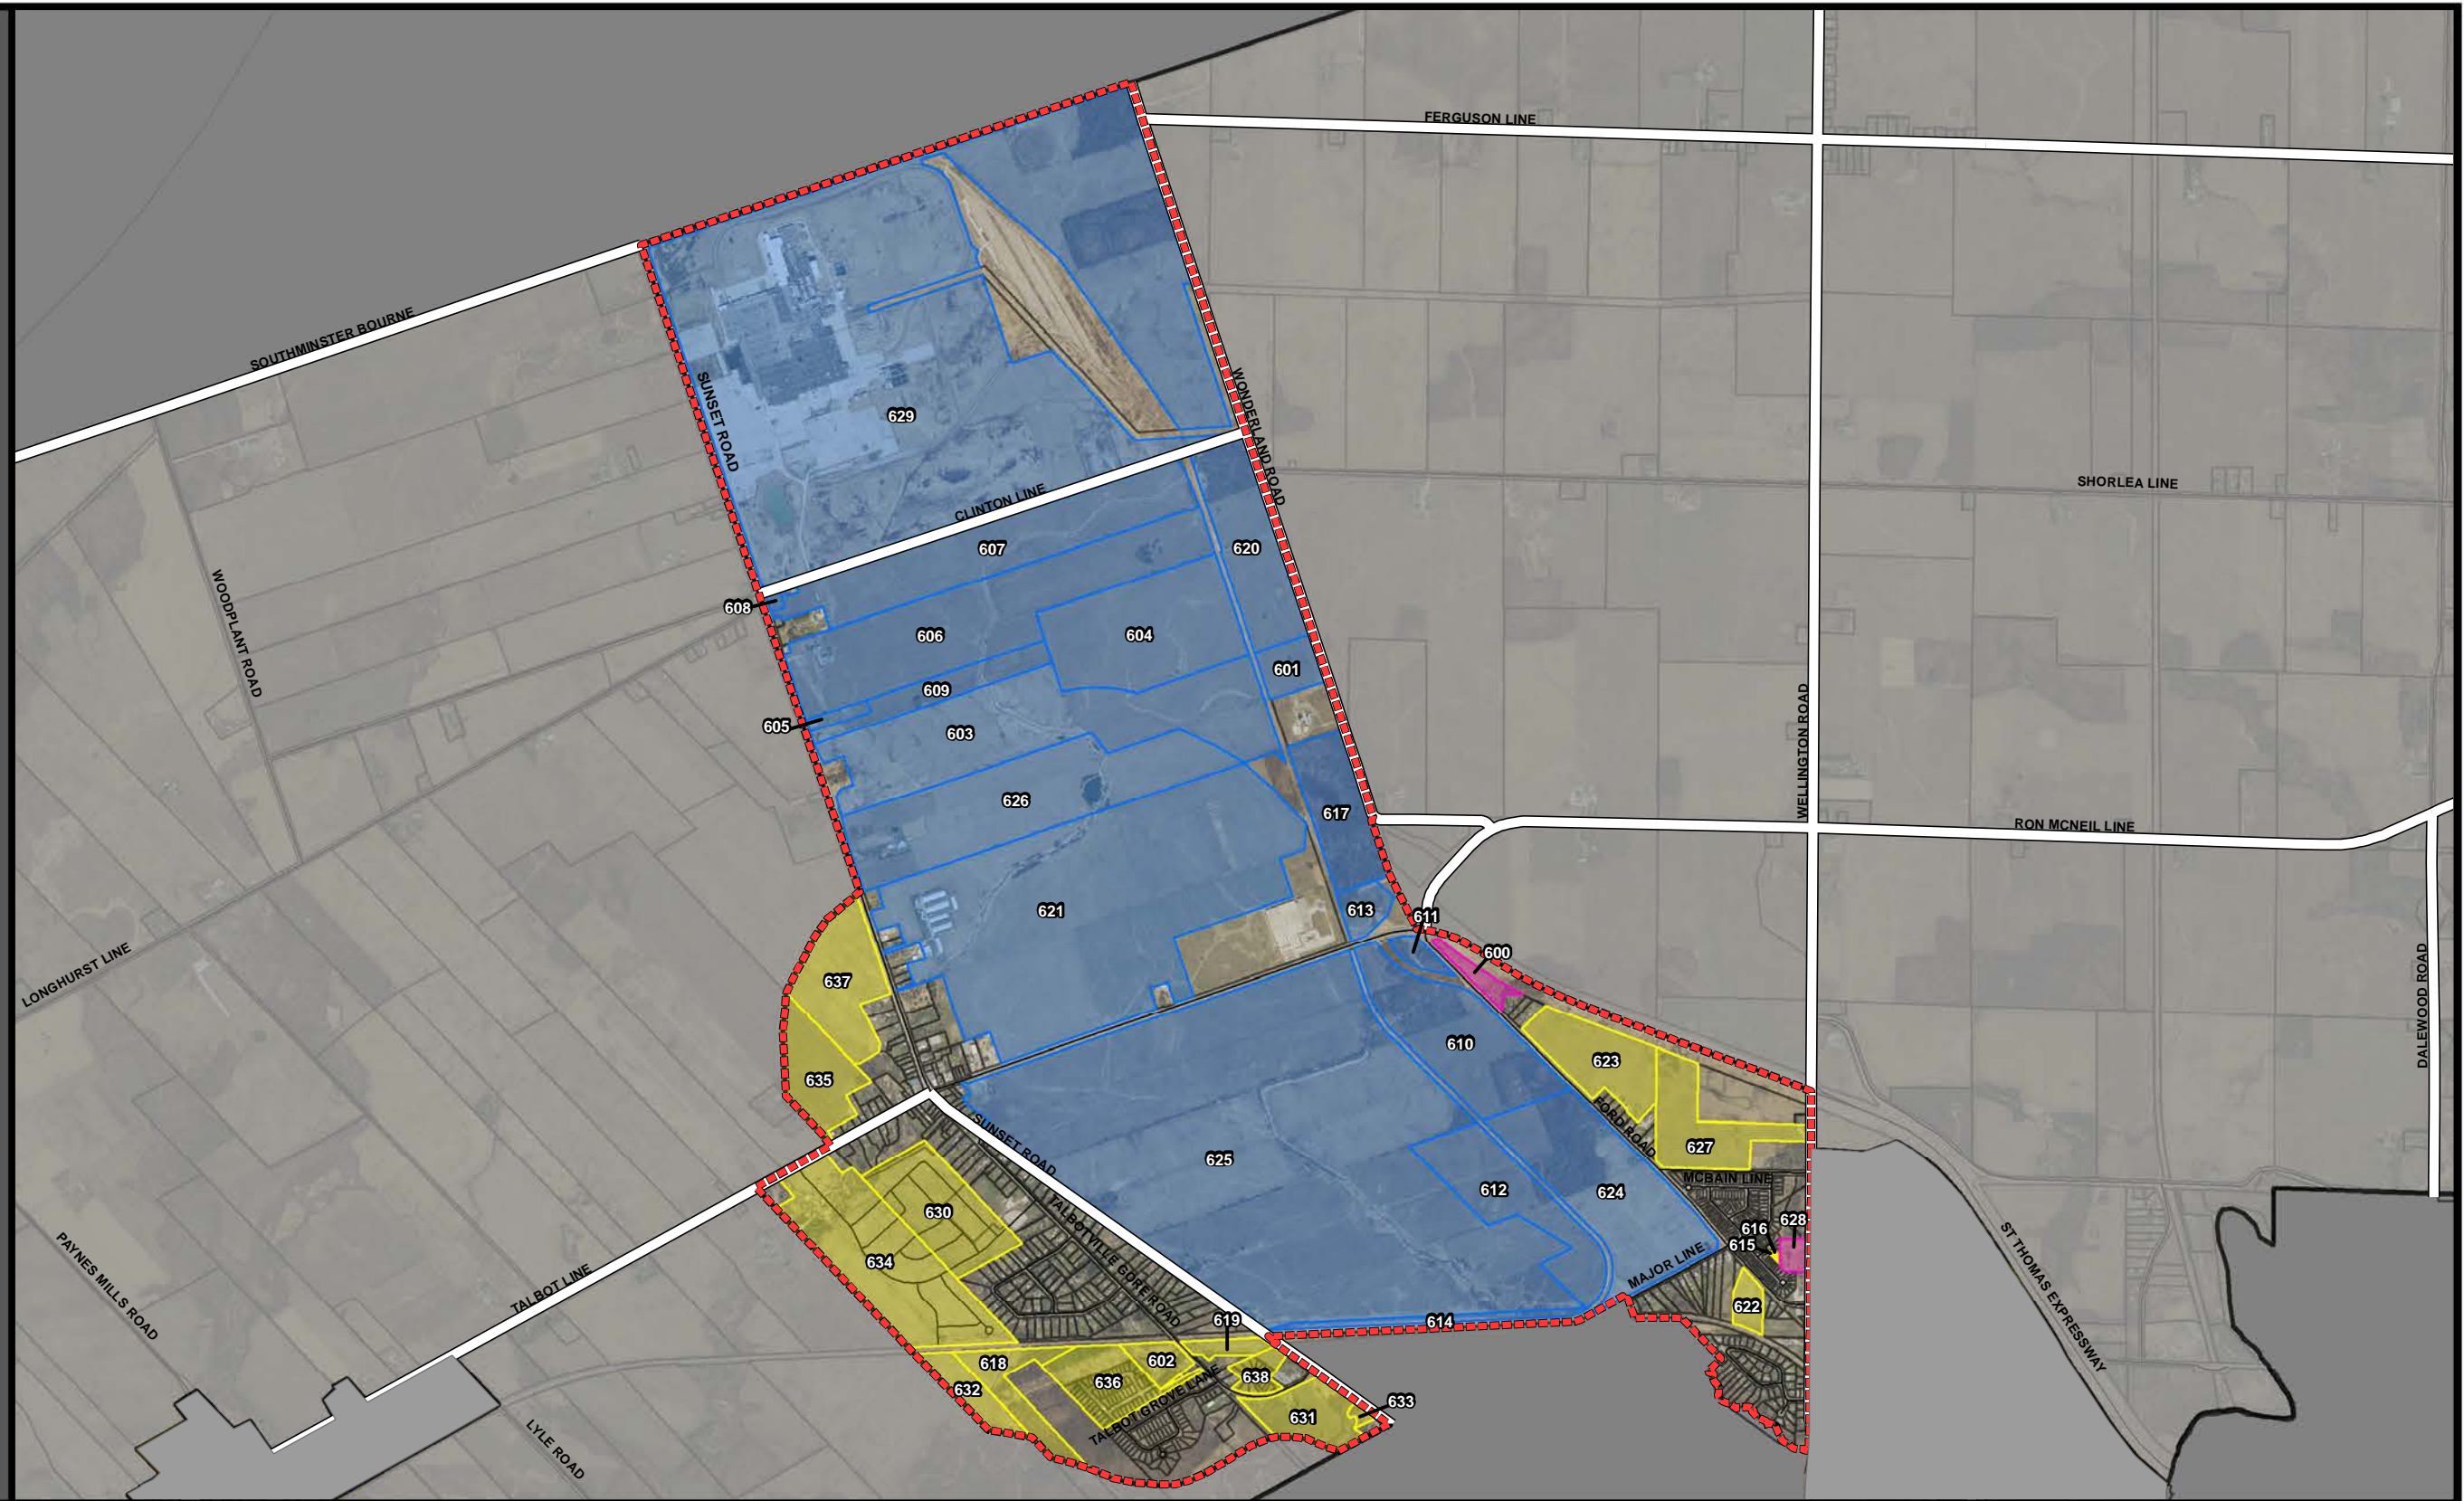 FERGUSON LINE
SOUTHMINSTER BOURNE
SUNSET ROAD
629
WONDERLAND ROAD
SHORLEA LINE
CLINTON LINE
607
620
WOODPLANT ROAD
608
606
604
601
609
605
603
WELLINGTON ROAD
626
617
RON MCNEIL LINE
621
613
611
600
LONGHURST LINE
637
DALEWOOD ROAD
610
623
635
FORD ROAD
SUNSET ROAD
625
627
MCBAIN LINE
612
624
630
TALBOTVILLE GORE ROAD
616
628
615
634
MAJOR LINE
PAYNES MILLS ROAD
TALBOT LINE
ST THOMAS EXPRESSWAY
622
619
614
618
602
632
636
638
TALBOT GROVE LANE
633
631
LYLE ROAD